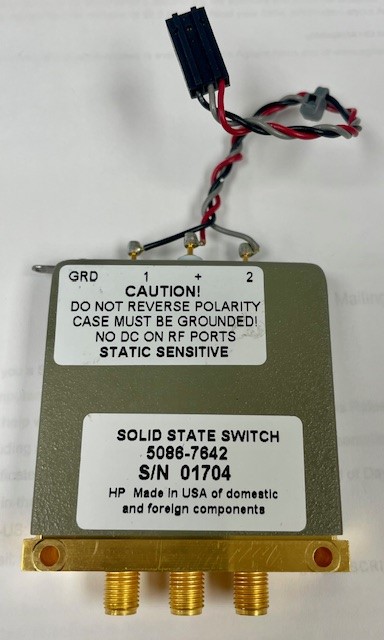 GRD 1 + 2
CAUTION!
DO NOT REVERSE POLARITY
CASE MUST BE GROUNDED!
NO DC ON RF PORTS
STATIC SENSITIVE
SOLID STATE SWITCH
5086-7642
S/N 01704
HP Made in USA of domestic
and foreign components